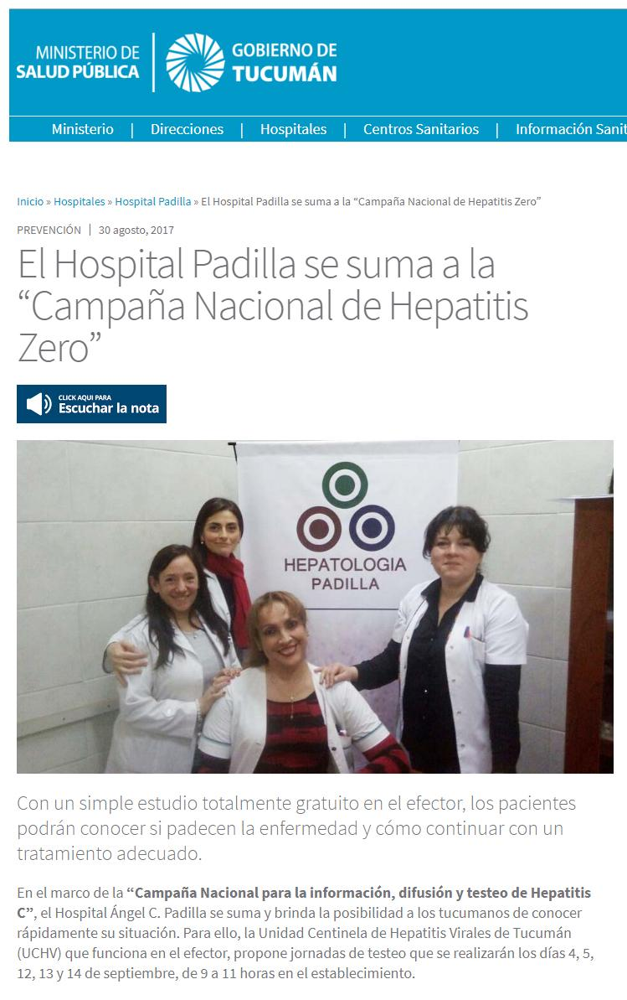 MINISTERIO DE
SALUD PÚBLICA
GOBIERNO DE
TUCUMÁN
Ministerio | Direcciones | Hospitales | Centros Sanitarios | Información Sanit
Inicio » Hospitales » Hospital Padilla » El Hospital Padilla se suma a la “Campaña Nacional de Hepatitis Zero”
PREVENCIÓN | 30 agosto, 2017
El Hospital Padilla se suma a la
“Campaña Nacional de Hepatitis
Zero”
CLICK AQUI PARA
Escuchar la nota
HEPATOLOGIA
PADILLA
Con un simple estudio totalmente gratuito en el efector, los pacientes
podrán conocer si padecen la enfermedad y cómo continuar con un
tratamiento adecuado.
En el marco de la “Campaña Nacional para la información, difusión y testeo de Hepatitis
C”, el Hospital Ángel C. Padilla se suma y brinda la posibilidad a los tucumanos de conocer
rápidamente su situación. Para ello, la Unidad Centinela de Hepatitis Virales de Tucumán
(UCHV) que funciona en el efector, propone jornadas de testeo que se realizarán los días 4, 5,
12, 13 y 14 de septiembre, de 9 a 11 horas en el establecimiento.